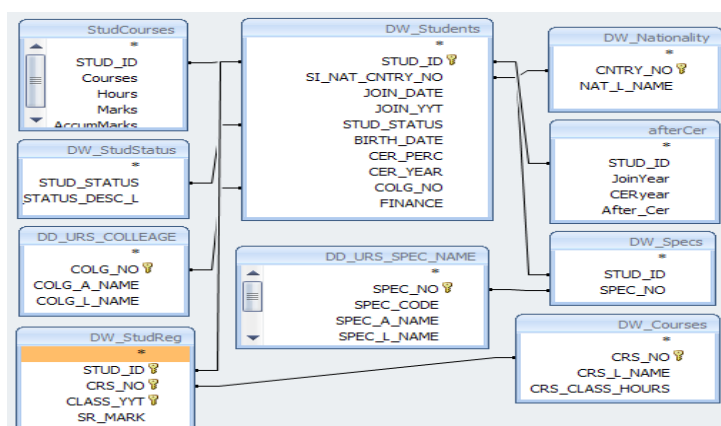 StudCourses
*
STUD_ID
Courses
Hours
Marks
AccumMarks
DW_StudStatus
*
STUD_STATUS
STATUS_DESC_L
DD_URS_COLLEAGE
*
COLG_NO
COLG_A_NAME
COLG_L_NAME
DW_StudReg
*
STUD_ID
CRS_NO
CLASS_YYT
SR_MARK
DW_Students
*
STUD_ID
SI_NAT_CNTRY_NO
JOIN_DATE
JOIN_YYT
STUD_STATUS
BIRTH_DATE
CER_PERC
CER_YEAR
COLG_NO
FINANCE
DD_URS_SPEC_NAME
*
SPEC_NO
SPEC_CODE
SPEC_A_NAME
SPEC_L_NAME
DW_Nationality
*
CNTRY_NO
NAT_L_NAME
afterCer
*
STUD_ID
JoinYear
CERyear
After_Cer
DW_Specs
*
STUD_ID
SPEC_NO
DW_Courses
*
CRS_NO
CRS_L_NAME
CRS_CLASS_HOURS